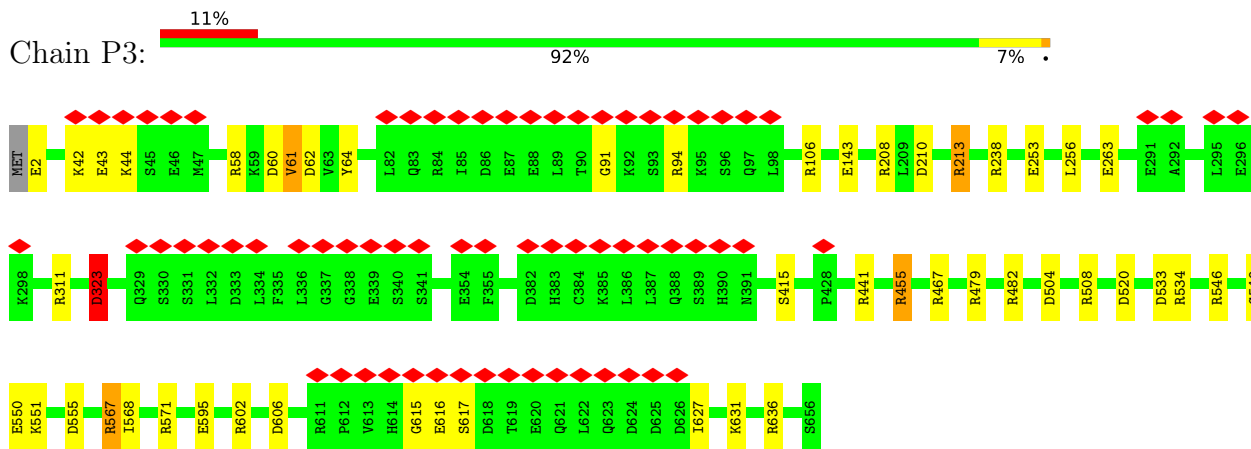 11%
Chain P3:
92% 7% •
MET E2 K42 E43 K44 S45 E46 M47 R58 K59 D60 V61 D62 V63 Y64 L82 Q83 R84 I85 D86 E87 E88 L89 T90 G91 K92 S93 R94 K95 S96 Q97 L98 R106 E143 R208 L209 D210 R213 R238 E253 L256 E263 E291 A292 L295 E296
K298 R311 D323 Q329 S330 S331 L332 D333 L334 F335 L336 G337 G338 E339 S340 S341 E354 F355 D382 H383 C384 K385 L386 L387 Q388 S389 H390 N391 S415 P428 R441 R455 R467 R479 R482 D504 R508 D520 D533 R534 R546
E550 K551 D555 R567 I568 R571 E595 R602 D606 R611 P612 V613 H614 G615 E616 S617 D618 T619 E620 Q621 L622 Q623 D624 D625 D626 I627 K631 R636 S656